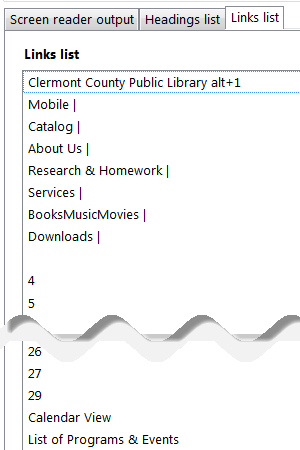 Screen reader output Headings list Links list
Links list
Clermont County Public Library alt+1
Mobile |
Catalog |
About Us |
Research & Homework |
Services |
BooksMusicMovies |
Downloads |
4
5
26
27
29
Calendar View
List of Programs & Events